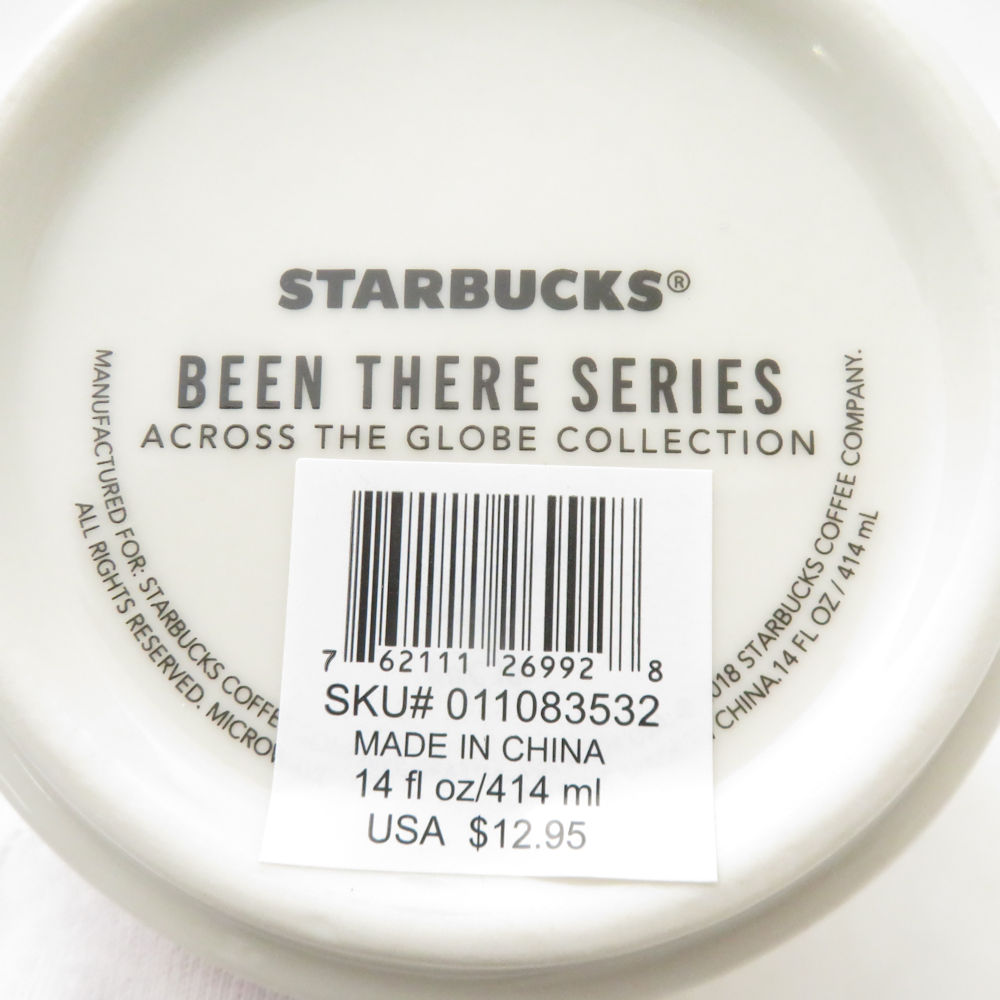 STARBUCKS®
BEEN THERE SERIES
ACROSS THE GLOBE COLLECTION
MANUFACTURED FOR: STARBUCKS COFFE
ALL RIGHTS RESERVED. MICROW
018 STARBUCKS COFFEE COMPANY.
CHINA.14 FL OZ / 414 mL
7 62111 26992 8
SKU# 011083532
MADE IN CHINA
14 fl oz/414 ml
USA $12.95